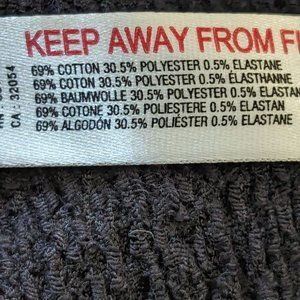 KEEP AWAY FROM FI
69% COTTON 30.5% POLYESTER 0.5% ELASTANE
69% COTON 30.5% POLYESTER 0.5% ELASTHANNE
69% BAUMWOLLE 30.5% POLYESTER 0.5% ELASTAN
69% COTONE 30.5% POLIESTERE 0.5% ELASTAN
69% ALGODÓN 30.5% POLIÉSTER 0.5% ELASTANE
CA : 32054